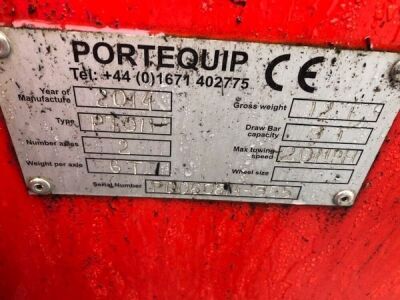 PORTEQUIP CE
Tel: +44 (0)1671 402775
Year of Manufacture 2014
Gross weight
Type
Draw Bar capacity
Number axles 2
Max towing speed
Weight per axle 6T
Wheel size
Serial Number